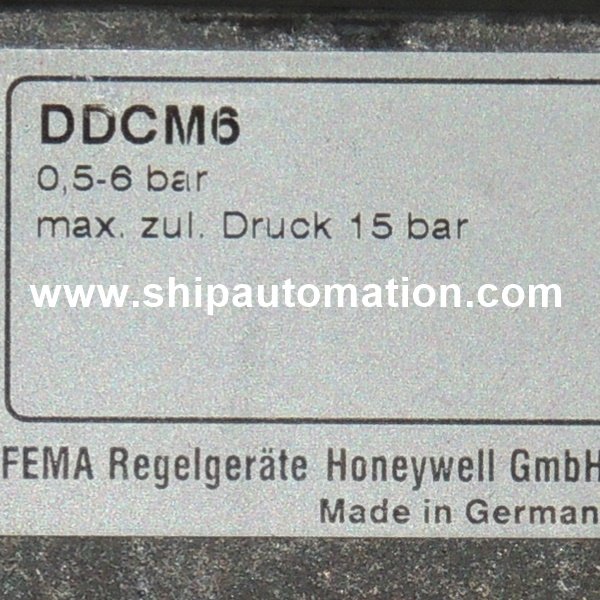 DDCM6
0,5-6 bar
max. zul. Druck 15 bar
www.shipautomation.com
FEMA Regelgeräte Honeywell GmbH
Made in German